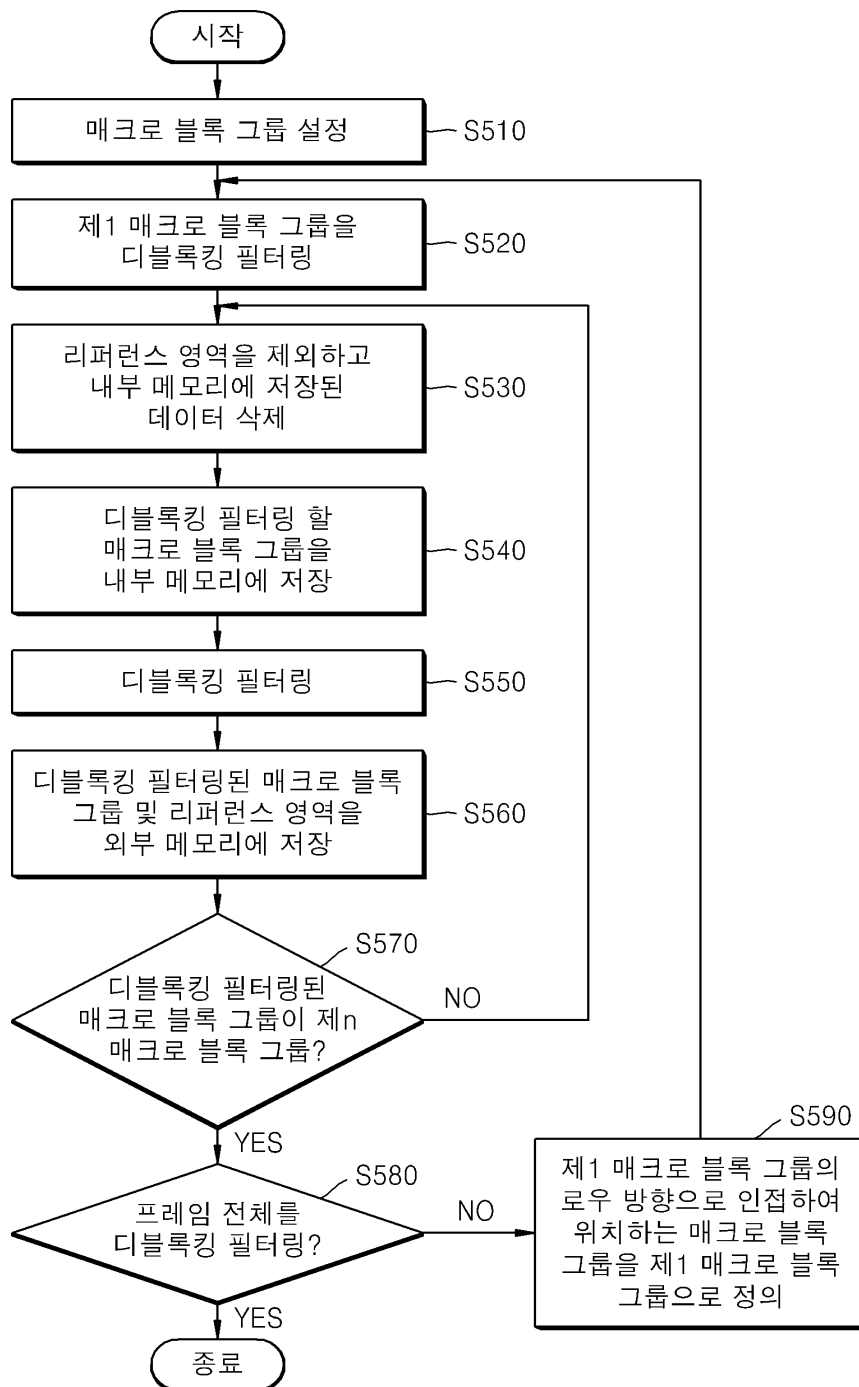 시작
매크로 블록 그룹 설정
S510
제1 매크로 블록 그룹을
디블록킹 필터링
S520
리퍼런스 영역을 제외하고
내부 메모리에 저장된
데이터 삭제
S530
디블록킹 필터링 할
매크로 블록 그룹을
내부 메모리에 저장
S540
디블록킹 필터링
S550
디블록킹 필터링된 매크로 블록
그룹 및 리퍼런스 영역을
외부 메모리에 저장
S560
S570
디블록킹 필터링된
매크로 블록 그룹이 제n
매크로 블록 그룹?
NO
YES
S580
프레임 전체를
디블록킹 필터링?
NO
YES
S590
제1 매크로 블록 그룹의
로우 방향으로 인접하여
위치하는 매크로 블록
그룹을 제1 매크로 블록
그룹으로 정의
종료